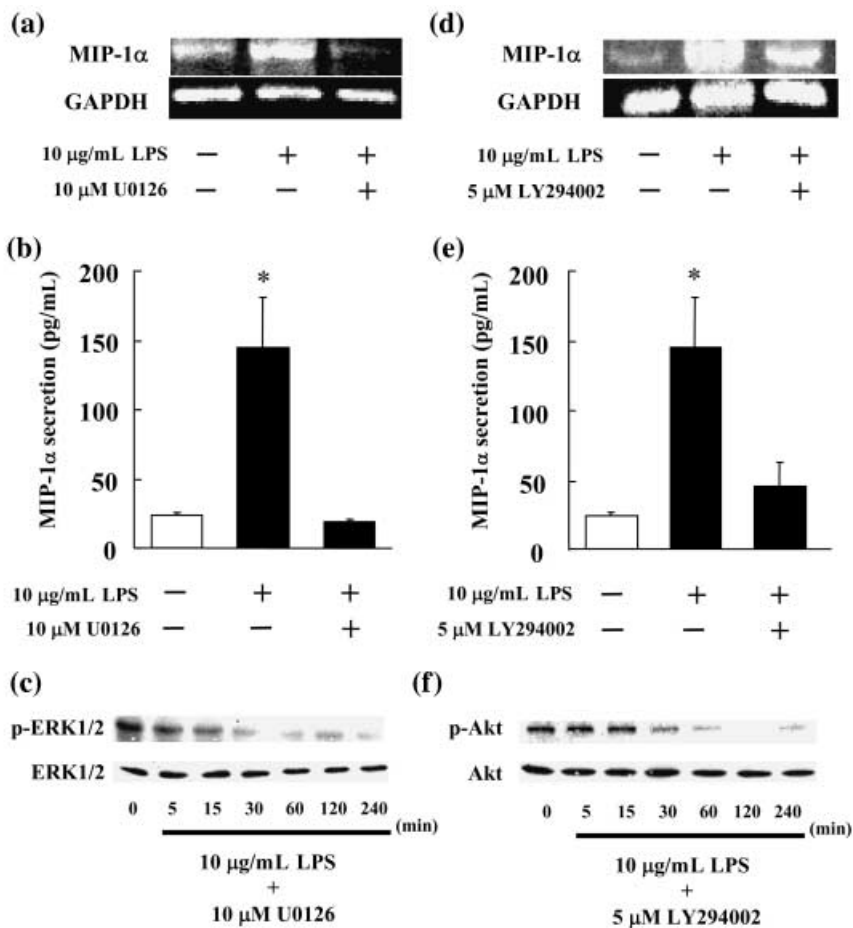 (a)
MIP-1α
GAPDH
10 μg/mL LPS − + +
10 μM U0126 − − +
(b)
MIP-1α secretion (pg/mL)
200
150
100
50
0
*
10 μg/mL LPS − + +
10 μM U0126 − − +
(c)
p-ERK1/2
ERK1/2
0 5 15 30 60 120 240 (min)
10 μg/mL LPS
+
10 μM U0126
(d)
MIP-1α
GAPDH
10 μg/mL LPS − + +
5 μM LY294002 − − +
(e)
MIP-1α secretion (pg/mL)
200
150
100
50
0
*
10 μg/mL LPS − + +
5 μM LY294002 − − +
(f)
p-Akt
Akt
0 5 15 30 60 120 240 (min)
10 μg/mL LPS
+
5 μM LY294002